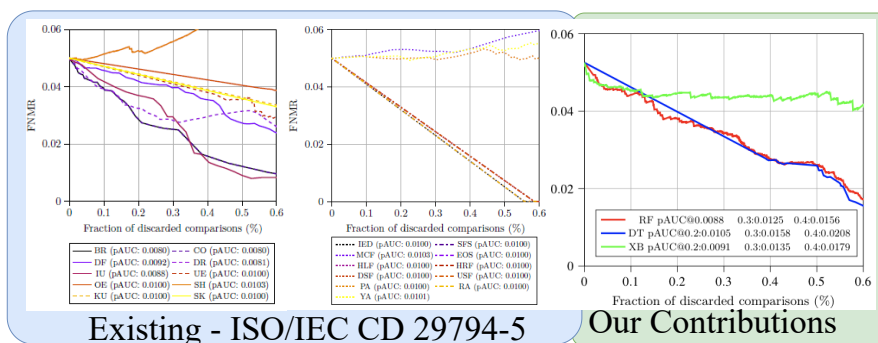 0.06
0.04
0.02
0
FNMR
0 0.1 0.2 0.3 0.4 0.5 0.6
Fraction of discarded comparisons (%)
BR (pAUC: 0.0080) CO (pAUC: 0.0080)
DF (pAUC: 0.0092) DR (pAUC: 0.0081)
IU (pAUC: 0.0088) UE (pAUC: 0.0100)
OE (pAUC: 0.0100) SH (pAUC: 0.0103)
KU (pAUC: 0.0100) SK (pAUC: 0.0100)
0.06
0.04
0.02
0
FNMR
0 0.1 0.2 0.3 0.4 0.5 0.6
Fraction of discarded comparisons (%)
IED (pAUC: 0.0100) SFS (pAUC: 0.0100)
MCF (pAUC: 0.0103) EOS (pAUC: 0.0100)
HLF (pAUC: 0.0100) HRF (pAUC: 0.0100)
DSF (pAUC: 0.0100) USF (pAUC: 0.0100)
PA (pAUC: 0.0100) RA (pAUC: 0.0100)
YA (pAUC: 0.0101)
0.06
0.04
0.02
0
RF pAUC@0.0088 0.3:0.0125 0.4:0.0156
DT pAUC@0.2:0.0105 0.3:0.0158 0.4:0.0208
XB pAUC@0.2:0.0091 0.3:0.0135 0.4:0.0179
0 0.1 0.2 0.3 0.4 0.5 0.6
Fraction of discarded comparisons (%)
Existing - ISO/IEC CD 29794-5
Our Contributions